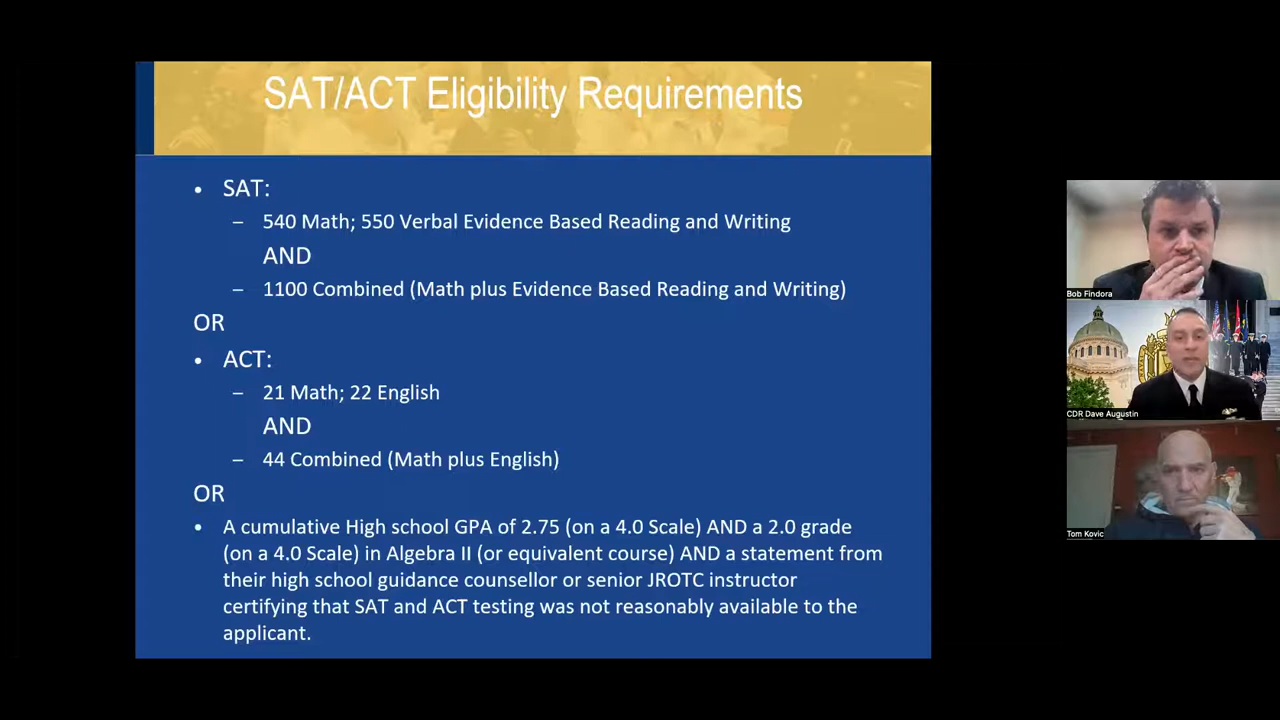 SAT/ACT Eligibility Requirements
• SAT:
– 540 Math; 550 Verbal Evidence Based Reading and Writing
AND
– 1100 Combined (Math plus Evidence Based Reading and Writing)
OR
• ACT:
– 21 Math; 22 English
AND
– 44 Combined (Math plus English)
OR
• A cumulative High school GPA of 2.75 (on a 4.0 Scale) AND a 2.0 grade
(on a 4.0 Scale) in Algebra II (or equivalent course) AND a statement from
their high school guidance counsellor or senior JROTC instructor
certifying that SAT and ACT testing was not reasonably available to the
applicant.
Bob Findora
CDR Dave Augustin
Tom Kovic